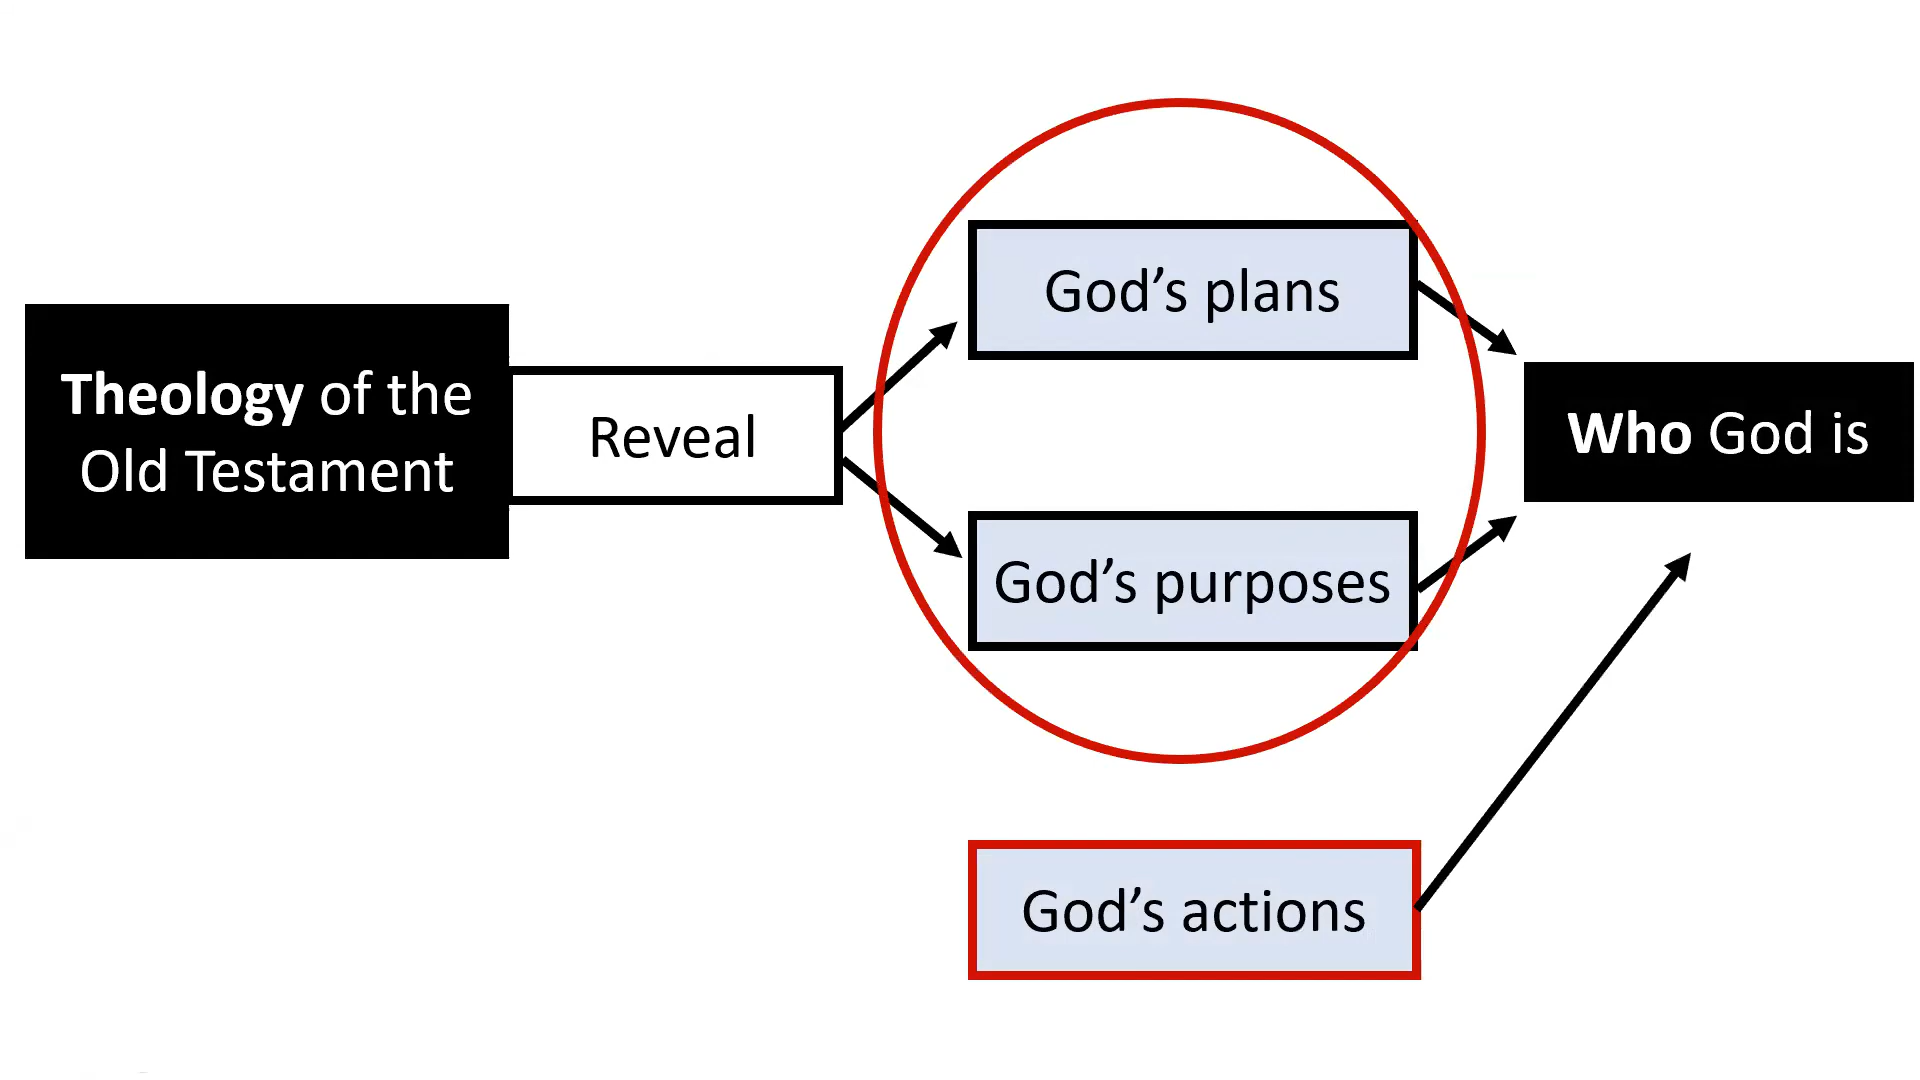 Theology of the
Old Testament
Reveal
God’s plans
God’s purposes
Who God is
God’s actions